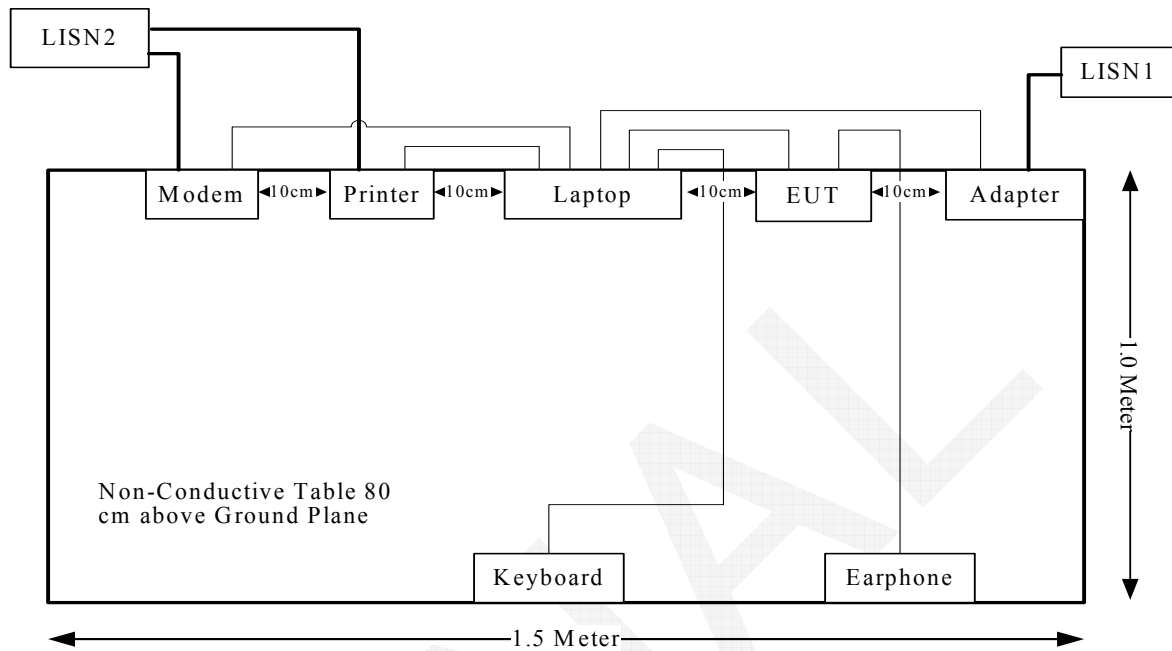 LISN2
LISN1
Modem
10cm
Printer
10cm
Laptop
10cm
EUT
10cm
Adapter
1.0 Meter
Non-Conductive Table 80
cm above Ground Plane
Keyboard
Earphone
1.5 Meter